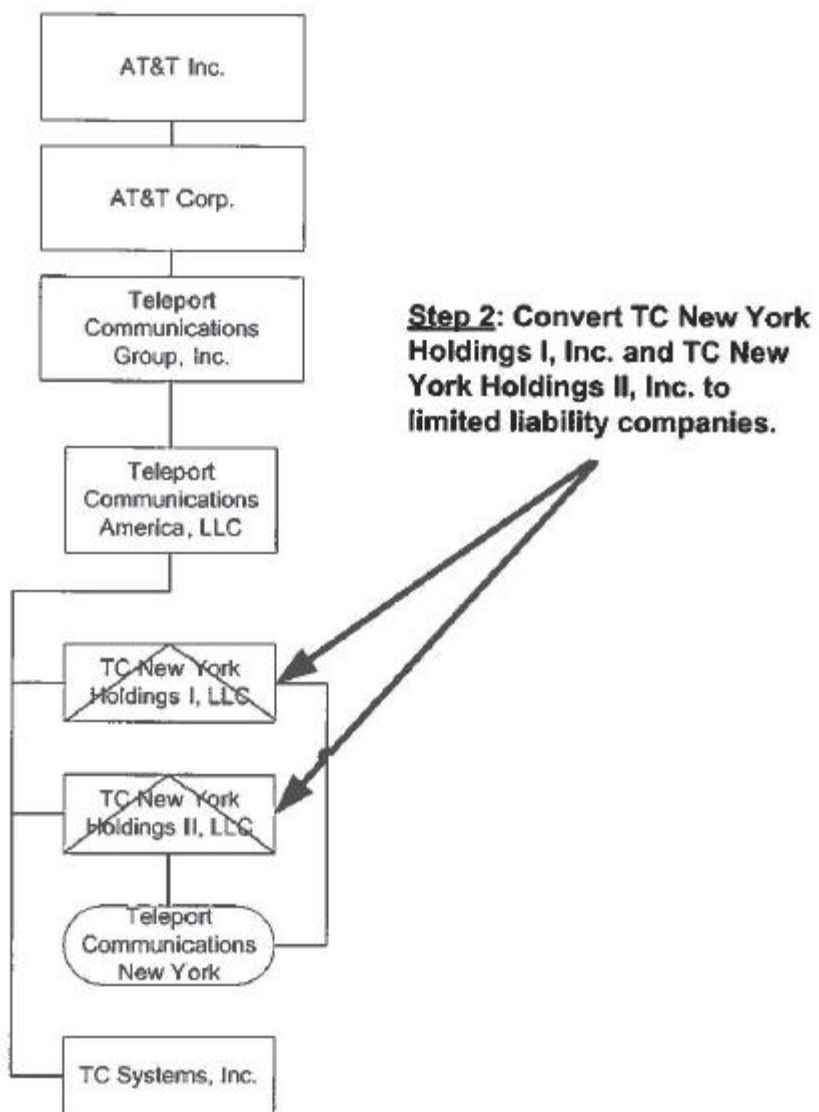 AT&T Inc.
AT&T Corp.
Teleport
Communications
Group, Inc.
Step 2: Convert TC New York
Holdings I, Inc. and TC New
York Holdings II, Inc. to
limited liability companies.
Teleport
Communications
America, LLC
TC New York
Holdings I, LLC
TC New York
Holdings II, LLC
Teleport
Communications
New York
TC Systems, Inc.